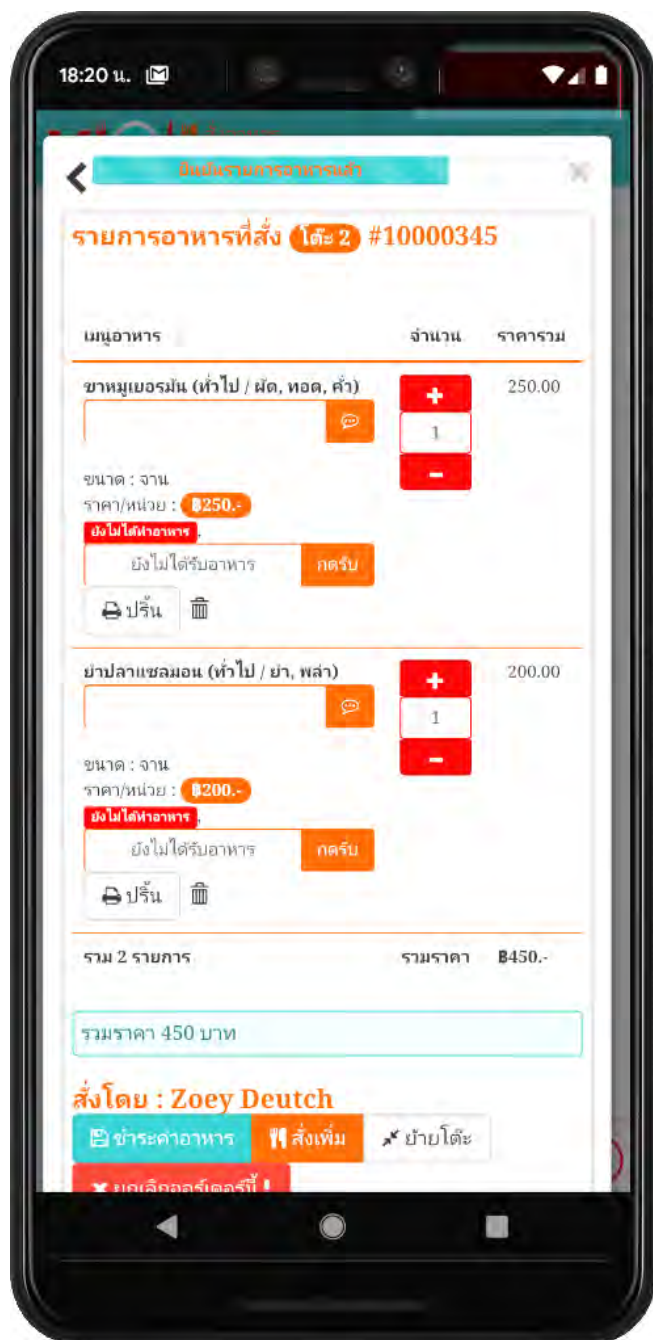 18:20 น.
ยืนยันรายการอาหารแล้ว
รายการอาหารที่สั่ง โต๊ะ 2 #10000345
เมนูอาหาร จำนวน ราคารวม
ขาหมูเยอรมัน (ทั่วไป / ผัด, ทอด, คั่ว) + 250.00
1
ขนาด : จาน -
ราคา/หน่วย : ฿250.-
ยังไม่ได้ทำอาหาร ,
ยังไม่ได้รับอาหาร กดรับ
ปริ้น
ยำปลาแซลมอน (ทั่วไป / ยำ, พล่า) + 200.00
1
ขนาด : จาน -
ราคา/หน่วย : ฿200.-
ยังไม่ได้ทำอาหาร ,
ยังไม่ได้รับอาหาร กดรับ
ปริ้น
รวม 2 รายการ รวมราคา ฿450.-
รวมราคา 450 บาท
สั่งโดย : Zoey Deutch
ชำระค่าอาหาร สั่งเพิ่ม ย้ายโต๊ะ
ยกเลิกออร์เดอร์นี้ !